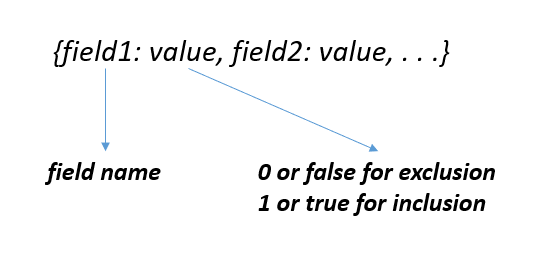 {field1: value, field2: value, . . .}
field name
0 or false for exclusion
1 or true for inclusion